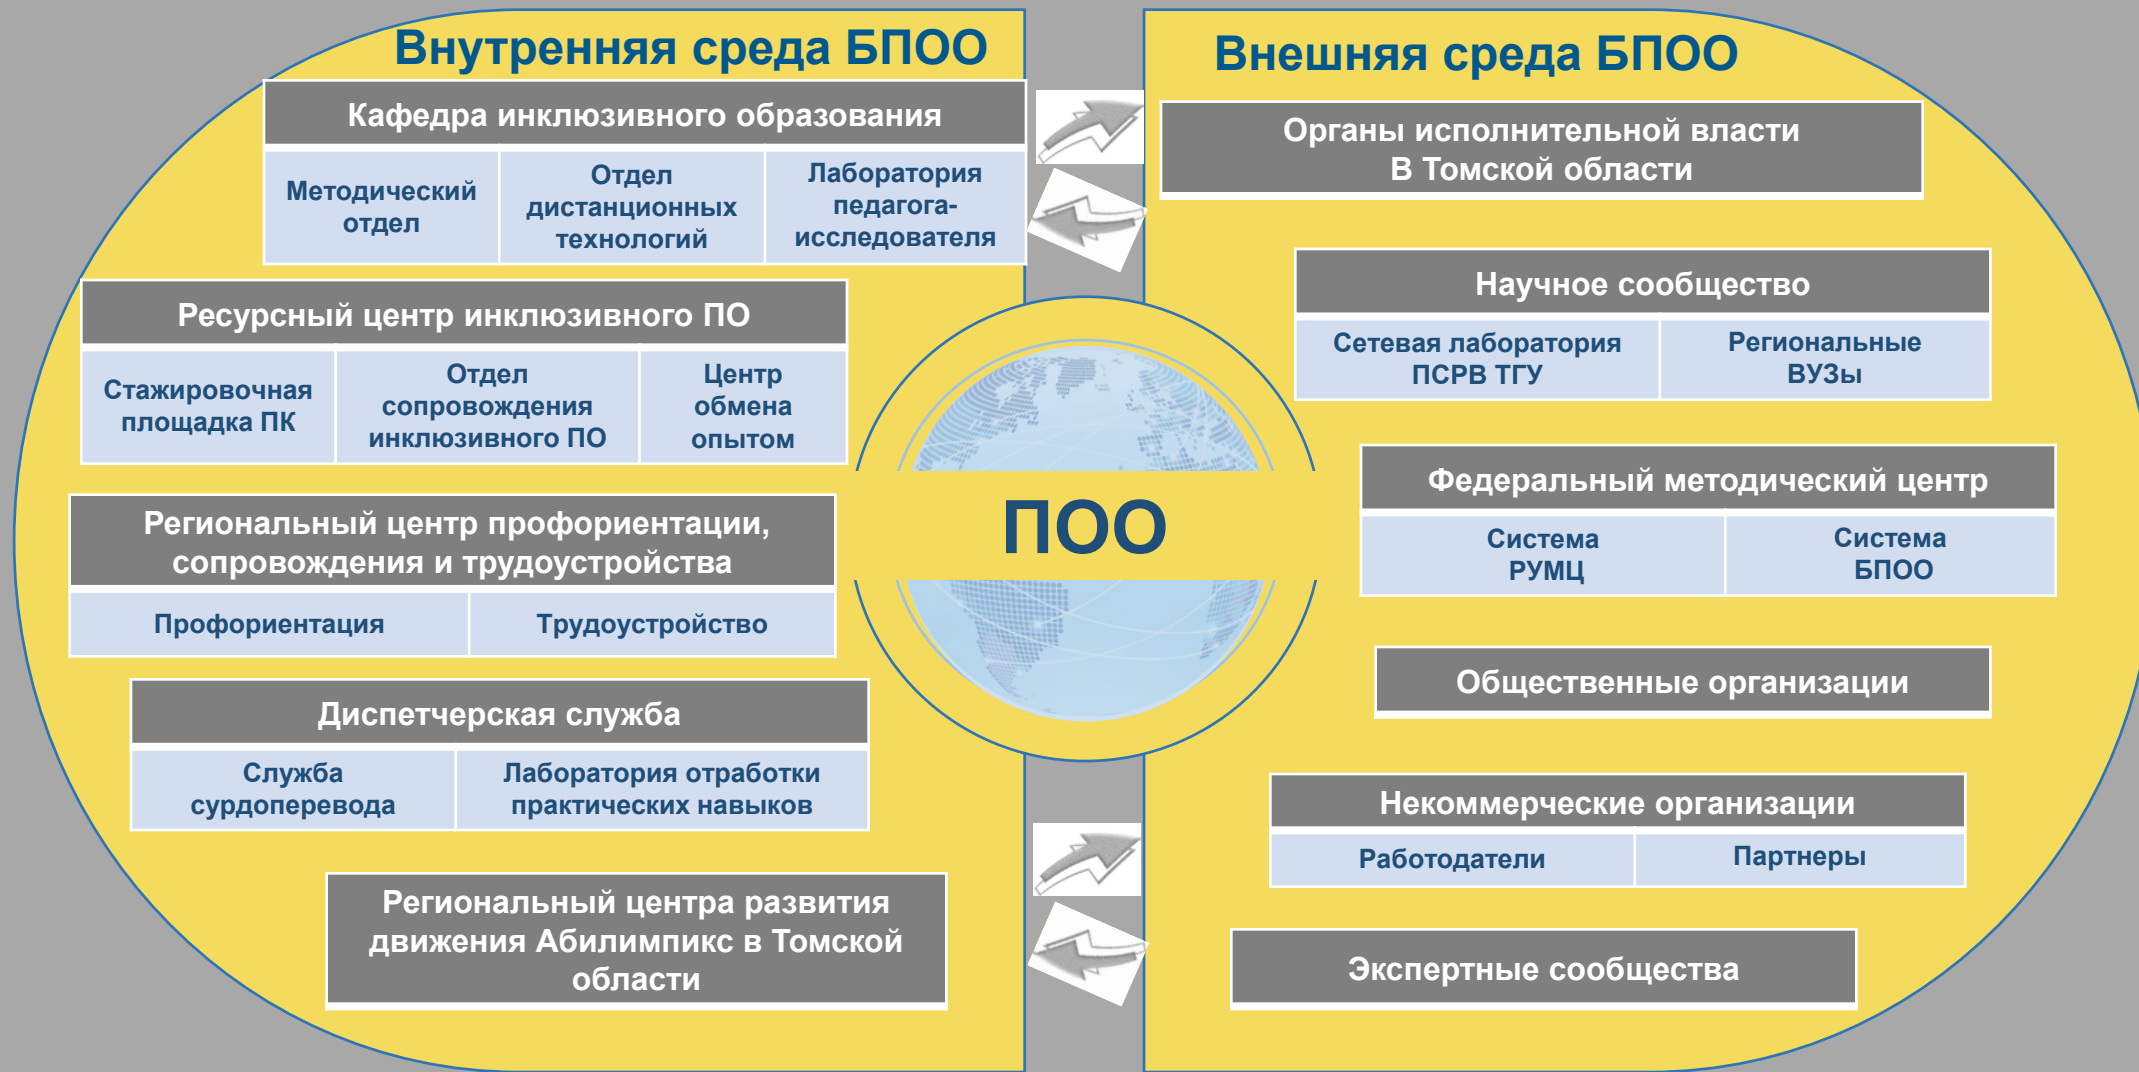 Внутренняя среда БПОО
Кафедра инклюзивного образования
Методический
отдел
Отдел
дистанционных
технологий
Лаборатория
педагога-
исследователя
Ресурсный центр инклюзивного ПО
Стажировочная
площадка ПК
Отдел
сопровождения
инклюзивного ПО
Центр
обмена
опытом
Региональный центр профориентации,
сопровождения и трудоустройства
Профориентация
Трудоустройство
Диспетчерская служба
Служба
сурдоперевода
Лаборатория отработки
практических навыков
Региональный центра развития
движения Абилимпикс в Томской
области
ПОО
Внешняя среда БПОО
Органы исполнительной власти
В Томской области
Научное сообщество
Сетевая лаборатория
ПСРВ ТГУ
Региональные
ВУЗы
Федеральный методический центр
Система
РУМЦ
Система
БПОО
Общественные организации
Некоммерческие организации
Работодатели
Партнеры
Экспертные сообщества